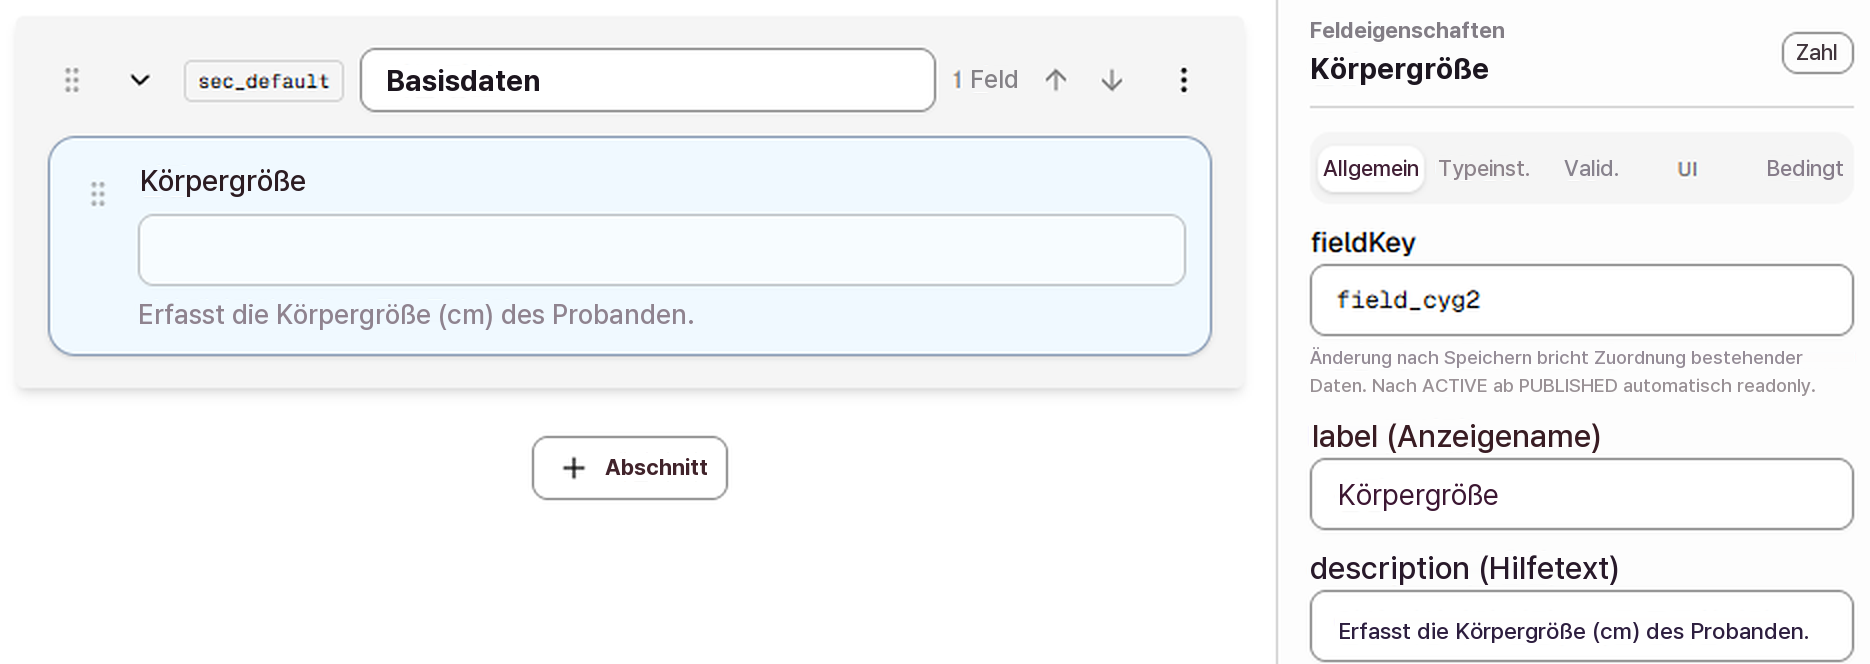 sec_default
Basisdaten
1 Feld
Körpergröße
Erfasst die Körpergröße (cm) des Probanden.
Abschnitt
Feldeigenschaften
Körpergröße
Zahl
Allgemein Typeinst. Valid. UI Bedingt
fieldKey
field_cyg2
Änderung nach Speichern bricht Zuordnung bestehender
Daten. Nach ACTIVE ab PUBLISHED automatisch readonly.
label (Anzeigename)
Körpergröße
description (Hilfetext)
Erfasst die Körpergröße (cm) des Probanden.